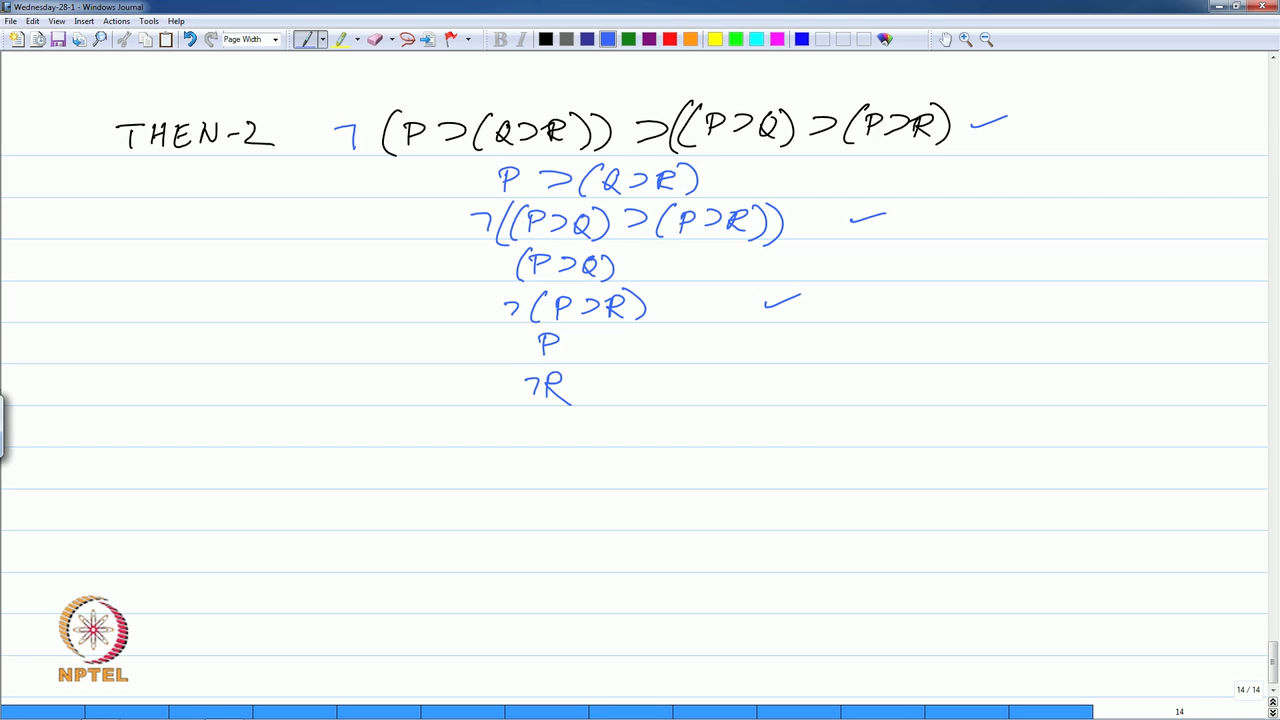 Wednesday-28-1 - Windows Journal
File Edit View Insert Actions Tools Help
Page Width B I
THEN-2 ¬ (P⊃(Q⊃R)) ⊃((P⊃Q)⊃(P⊃R) ✓
P ⊃(Q⊃R)
¬((P⊃Q)⊃(P⊃R)) ✓
(P⊃Q)
¬(P⊃R) ✓
P
¬R
NPTEL
14 / 14
14